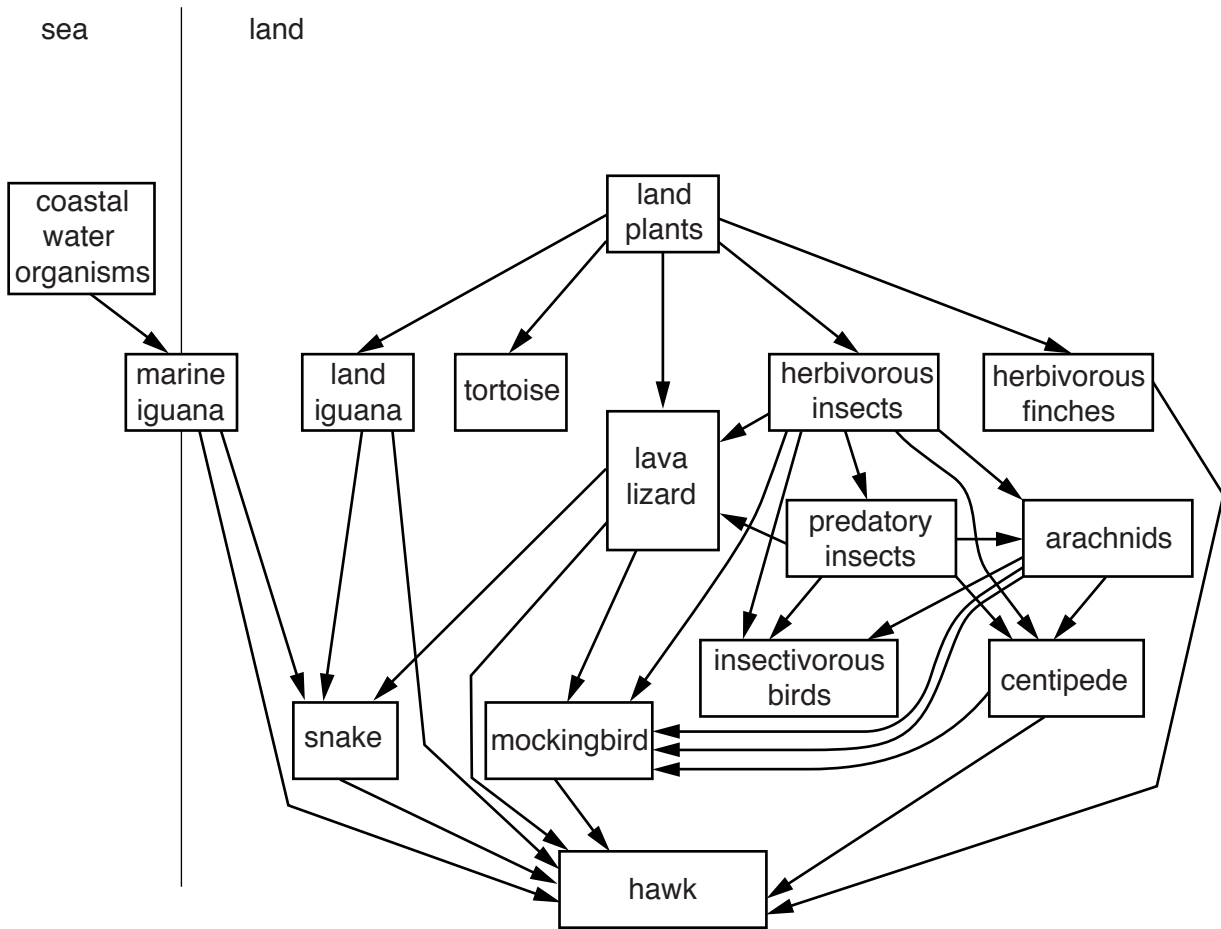 sea
land
coastal
water
organisms
land
plants
marine
iguana
land
iguana
tortoise
herbivorous
insects
herbivorous
finches
lava
lizard
predatory
insects
arachnids
insectivorous
birds
centipede
snake
mockingbird
hawk